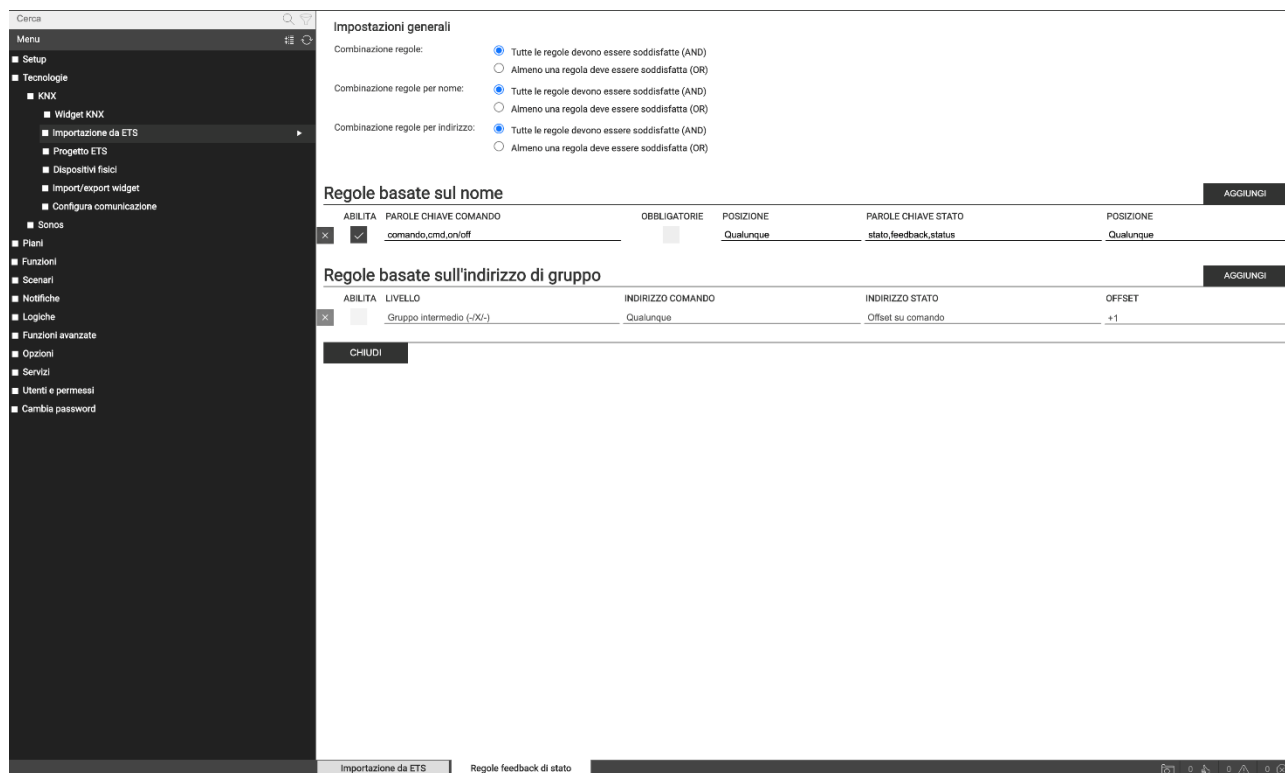 Cerca
Menu
Setup
Tecnologie
KNX
Widget KNX
Importazione da ETS
Progetto ETS
Dispositivi fisici
Import/export widget
Configura comunicazione
Sonos
Piani
Funzioni
Scenari
Notifiche
Logiche
Funzioni avanzate
Opzioni
Servizi
Utenti e permessi
Cambia password
Impostazioni generali
Combinazione regole: Tutte le regole devono essere soddisfatte (AND)
Almeno una regola deve essere soddisfatta (OR)
Combinazione regole per nome: Tutte le regole devono essere soddisfatte (AND)
Almeno una regola deve essere soddisfatta (OR)
Combinazione regole per indirizzo: Tutte le regole devono essere soddisfatte (AND)
Almeno una regola deve essere soddisfatta (OR)
Regole basate sul nome AGGIUNGI
ABILITA PAROLE CHIAVE COMANDO OBBLIGATORIE POSIZIONE PAROLE CHIAVE STATO POSIZIONE
comando,cmd,on/off Qualunque stato,feedback,status Qualunque
Regole basate sull'indirizzo di gruppo AGGIUNGI
ABILITA LIVELLO INDIRIZZO COMANDO INDIRIZZO STATO OFFSET
Gruppo intermedio (-/X/-) Qualunque Offset su comando +1
CHIUDI
Importazione da ETS Regole feedback di stato 0 0 0